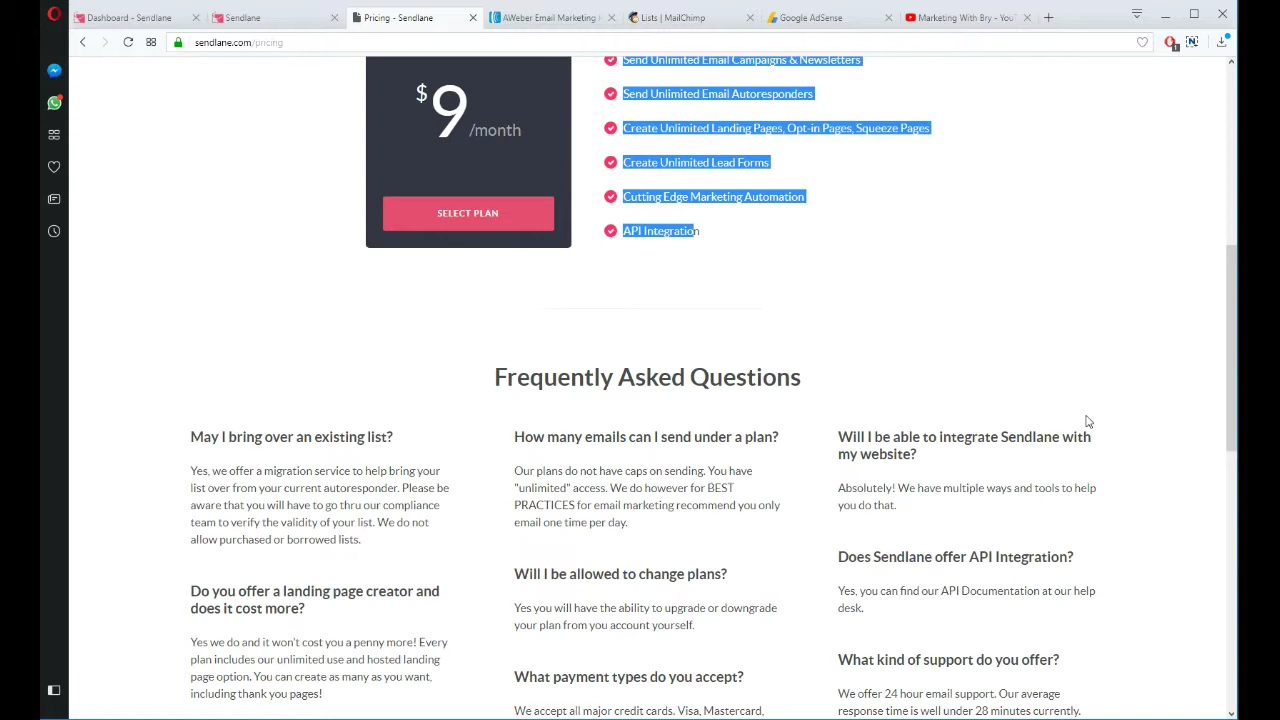 Dashboard - Sendlane
Sendlane
Pricing - Sendlane
AWeber Email Marketing
Lists | MailChimp
Google AdSense
Marketing With Bry - You
sendlane.com/pricing
Send Unlimited Email Campaigns & Newsletters
$9/month
Send Unlimited Email Autoresponders
Create Unlimited Landing Pages, Opt-in Pages, Squeeze Pages
Create Unlimited Lead Forms
Cutting Edge Marketing Automation
SELECT PLAN
API Integration
Frequently Asked Questions
May I bring over an existing list?
Yes, we offer a migration service to help bring your
list over from your current autoresponder. Please be
aware that you will have to go thru our compliance
team to verify the validity of your list. We do not
allow purchased or borrowed lists.
Do you offer a landing page creator and
does it cost more?
Yes we do and it won't cost you a penny more! Every
plan includes our unlimited use and hosted landing
page option. You can create as many as you want,
including thank you pages!
How many emails can I send under a plan?
Our plans do not have caps on sending. You have
"unlimited" access. We do however for BEST
PRACTICES for email marketing recommend you only
email one time per day.
Will I be allowed to change plans?
Yes you will have the ability to upgrade or downgrade
your plan from you account yourself.
What payment types do you accept?
We accept all major credit cards. Visa, Mastercard,
Will I be able to integrate Sendlane with
my website?
Absolutely! We have multiple ways and tools to help
you do that.
Does Sendlane offer API Integration?
Yes, you can find our API Documentation at our help
desk.
What kind of support do you offer?
We offer 24 hour email support. Our average
response time is well under 28 minutes currently.